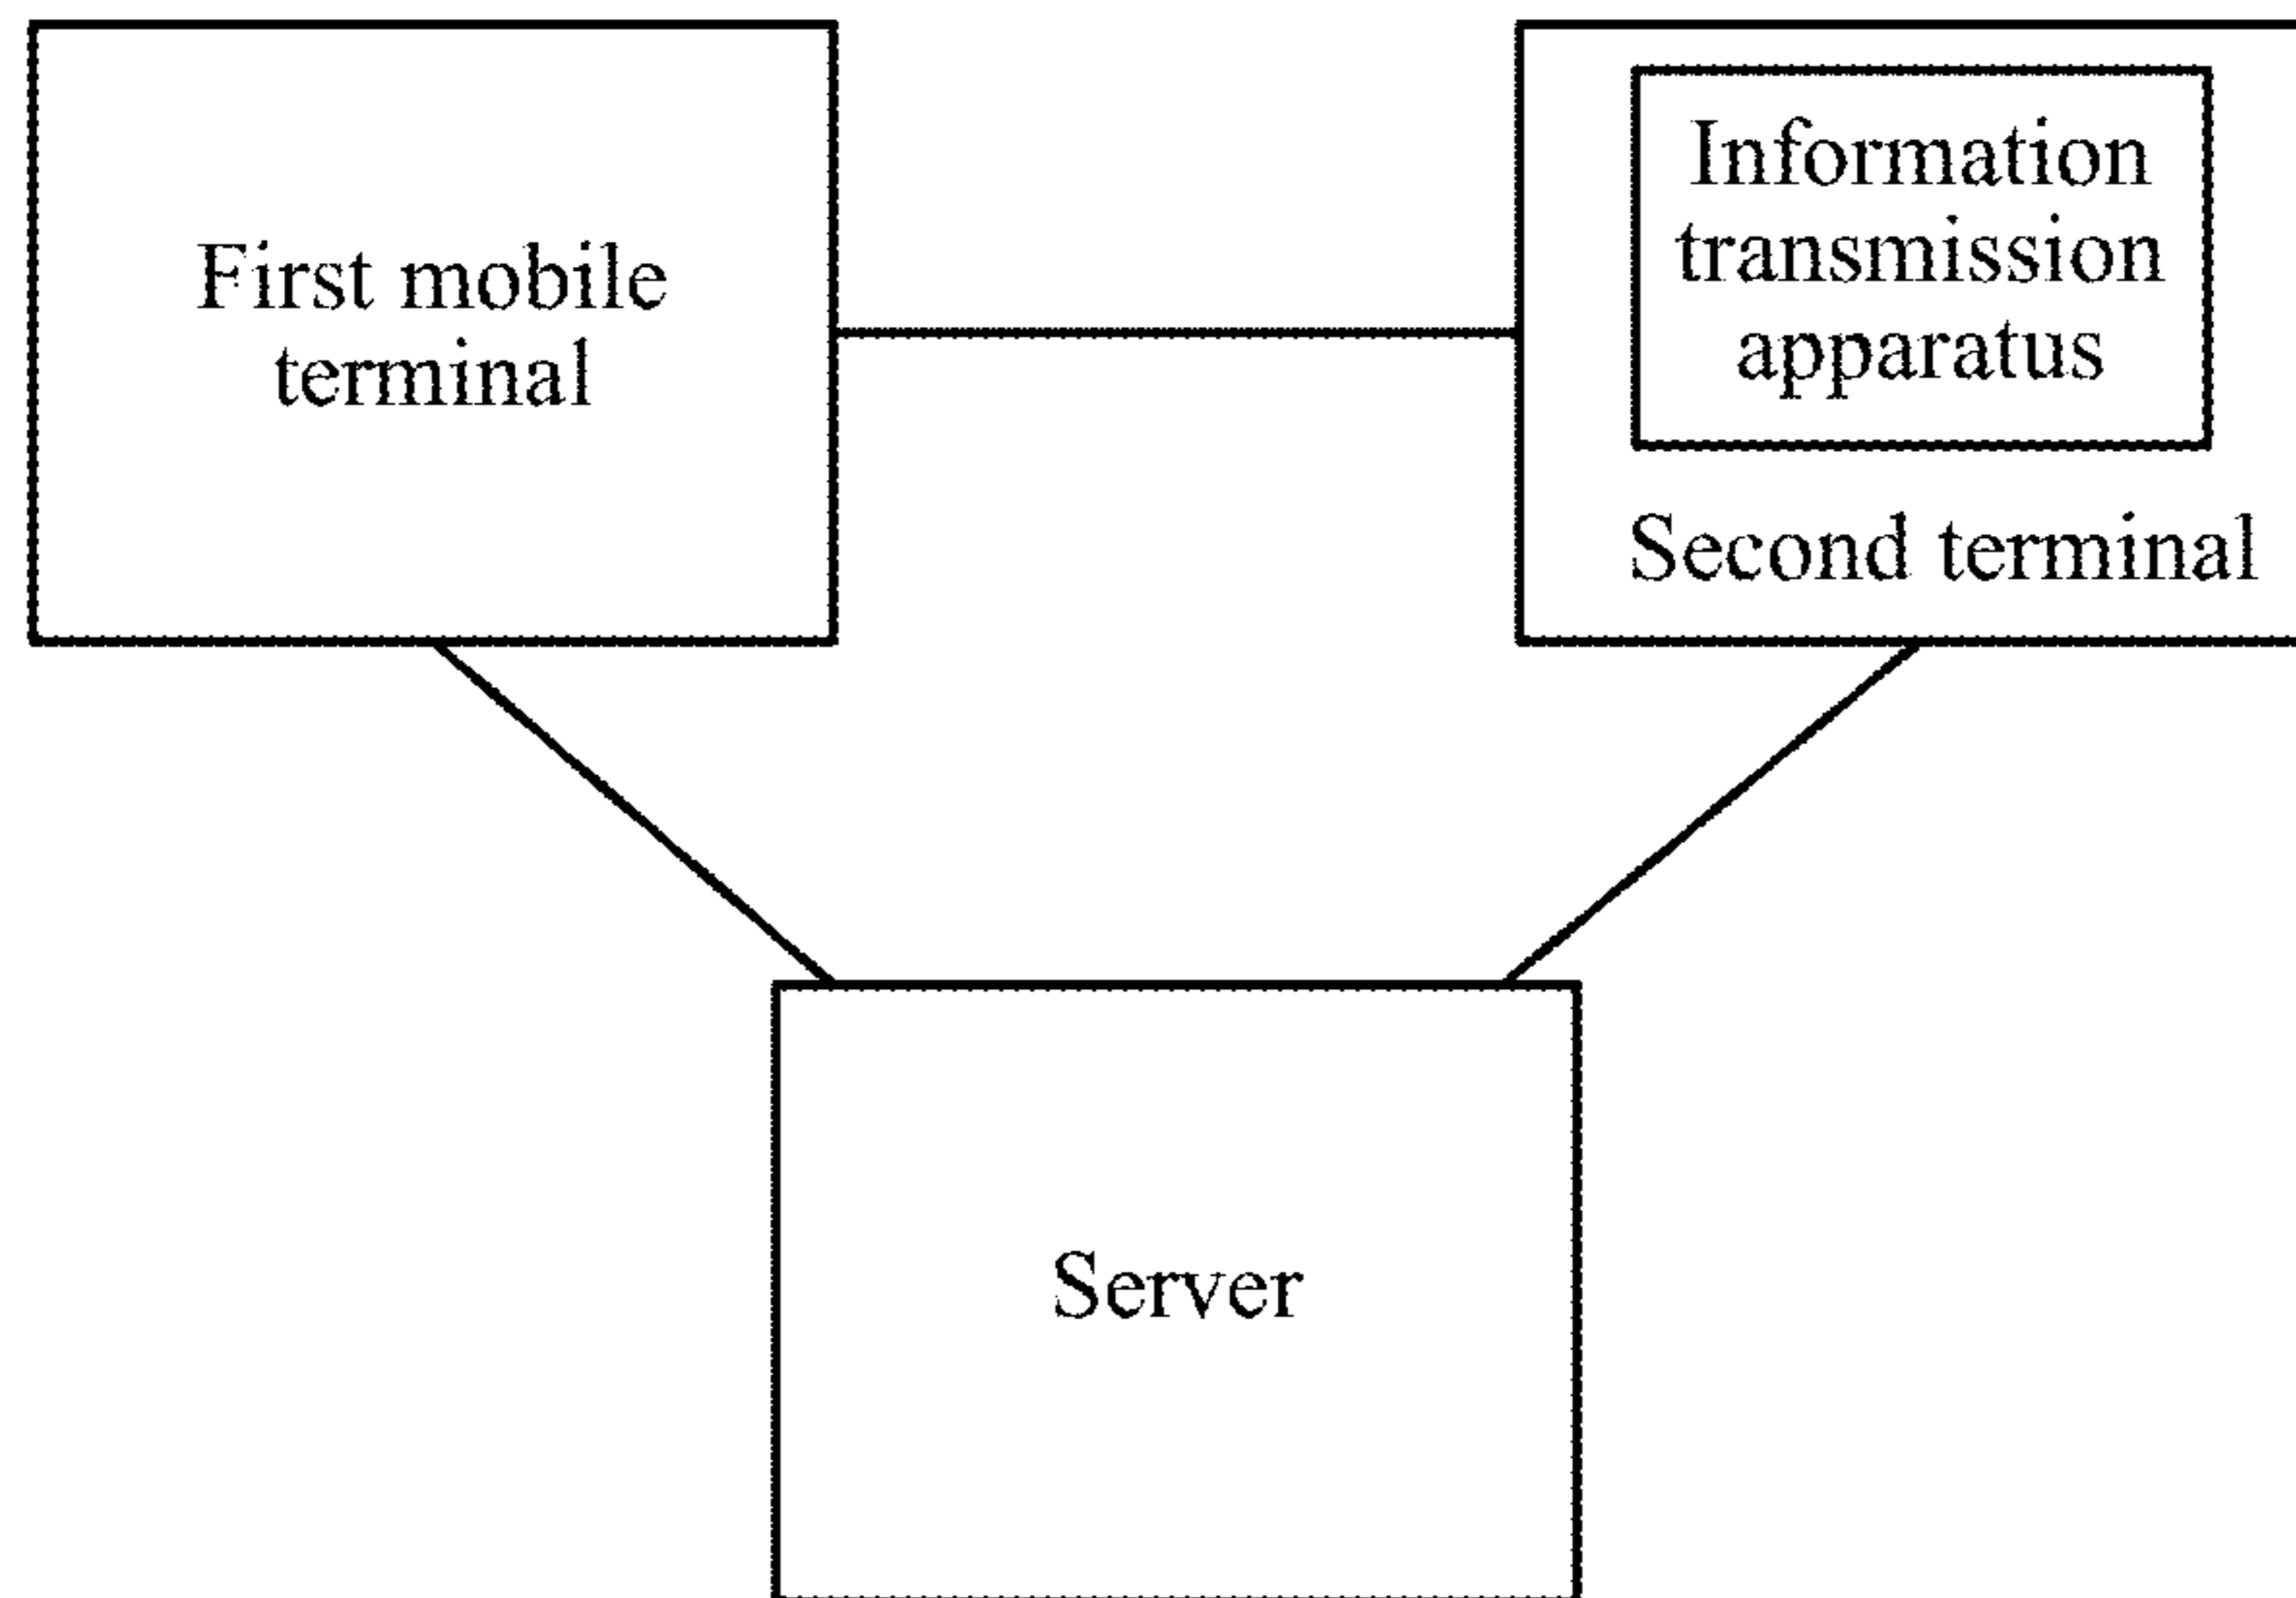 First mobile
terminal
Information
transmission
apparatus
Second terminal
Server